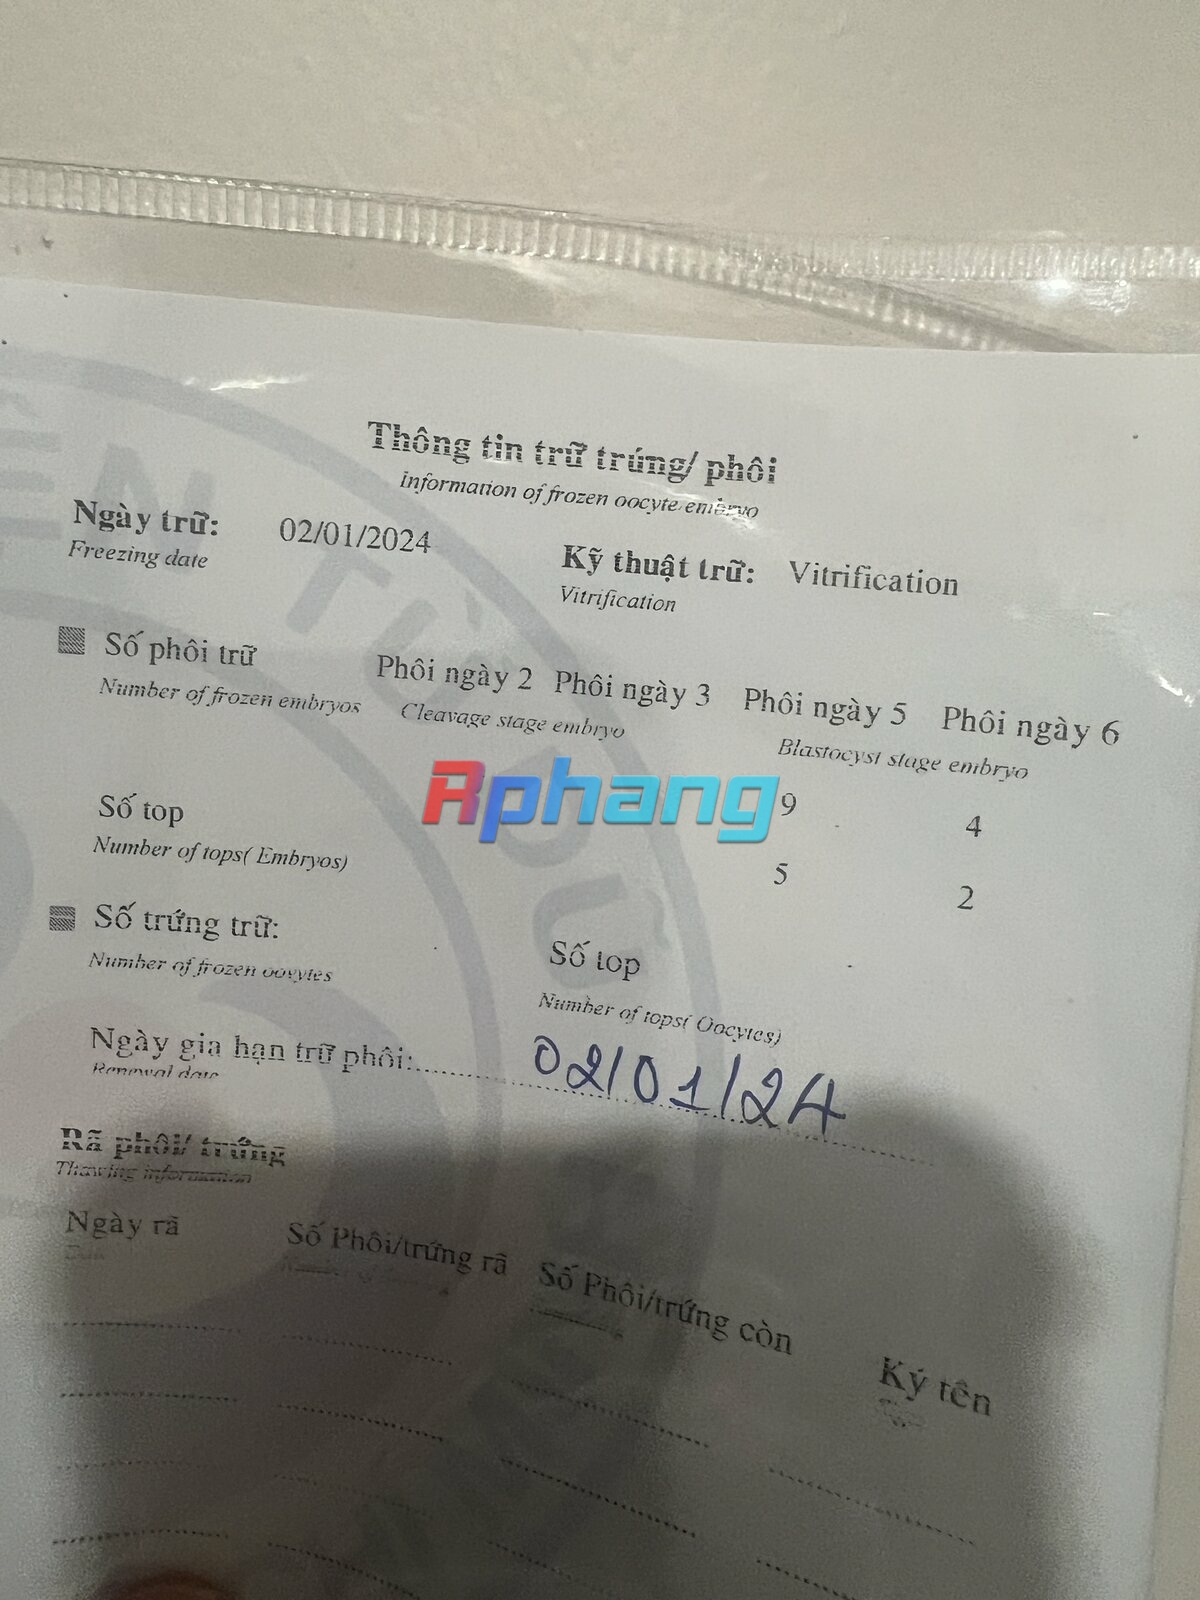 Thông tin trữ trứng/ phôi
Information of frozen oocyte embryo
Ngày trữ: 02/01/2024 Kỹ thuật trữ: Vitrification
Freezing date Vitrification
Số phôi trữ Phôi ngày 2 Phôi ngày 3 Phôi ngày 5 Phôi ngày 6
Number of frozen embryos Cleavage stage embryo Blastocyst stage embryo
Rphang
9 4
Số top 5 2
Number of tops( Embryos)
Số trứng trữ: Số top
Number of frozen oocytes Number of tops( Oocytes)
Ngày gia hạn trữ phôi: 02/01/24
Renewal date
Rã phôi/ trứng
Thawing information
Ngày rã Số Phôi/trứng rã Số Phôi/trứng còn Ký tên
TỪ DŨ